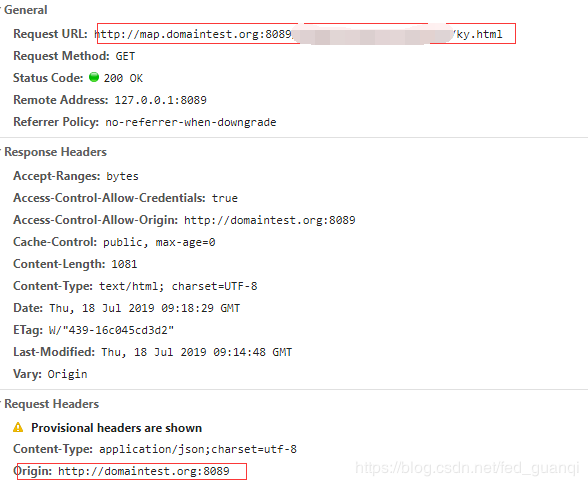 General
Request URL: http://map.domaintest.org:8089 /ky.html
Request Method: GET
Status Code: 200 OK
Remote Address: 127.0.0.1:8089
Referrer Policy: no-referrer-when-downgrade
Response Headers
Accept-Ranges: bytes
Access-Control-Allow-Credentials: true
Access-Control-Allow-Origin: http://domaintest.org:8089
Cache-Control: public, max-age=0
Content-Length: 1081
Content-Type: text/html; charset=UTF-8
Date: Thu, 18 Jul 2019 09:18:29 GMT
ETag: W/"439-16c045cd3d2"
Last-Modified: Thu, 18 Jul 2019 09:14:48 GMT
Vary: Origin
Request Headers
Provisional headers are shown
Content-Type: application/json;charset=utf-8
Origin: http://domaintest.org:8089
https://blog.csdn.net/fed_guanqi